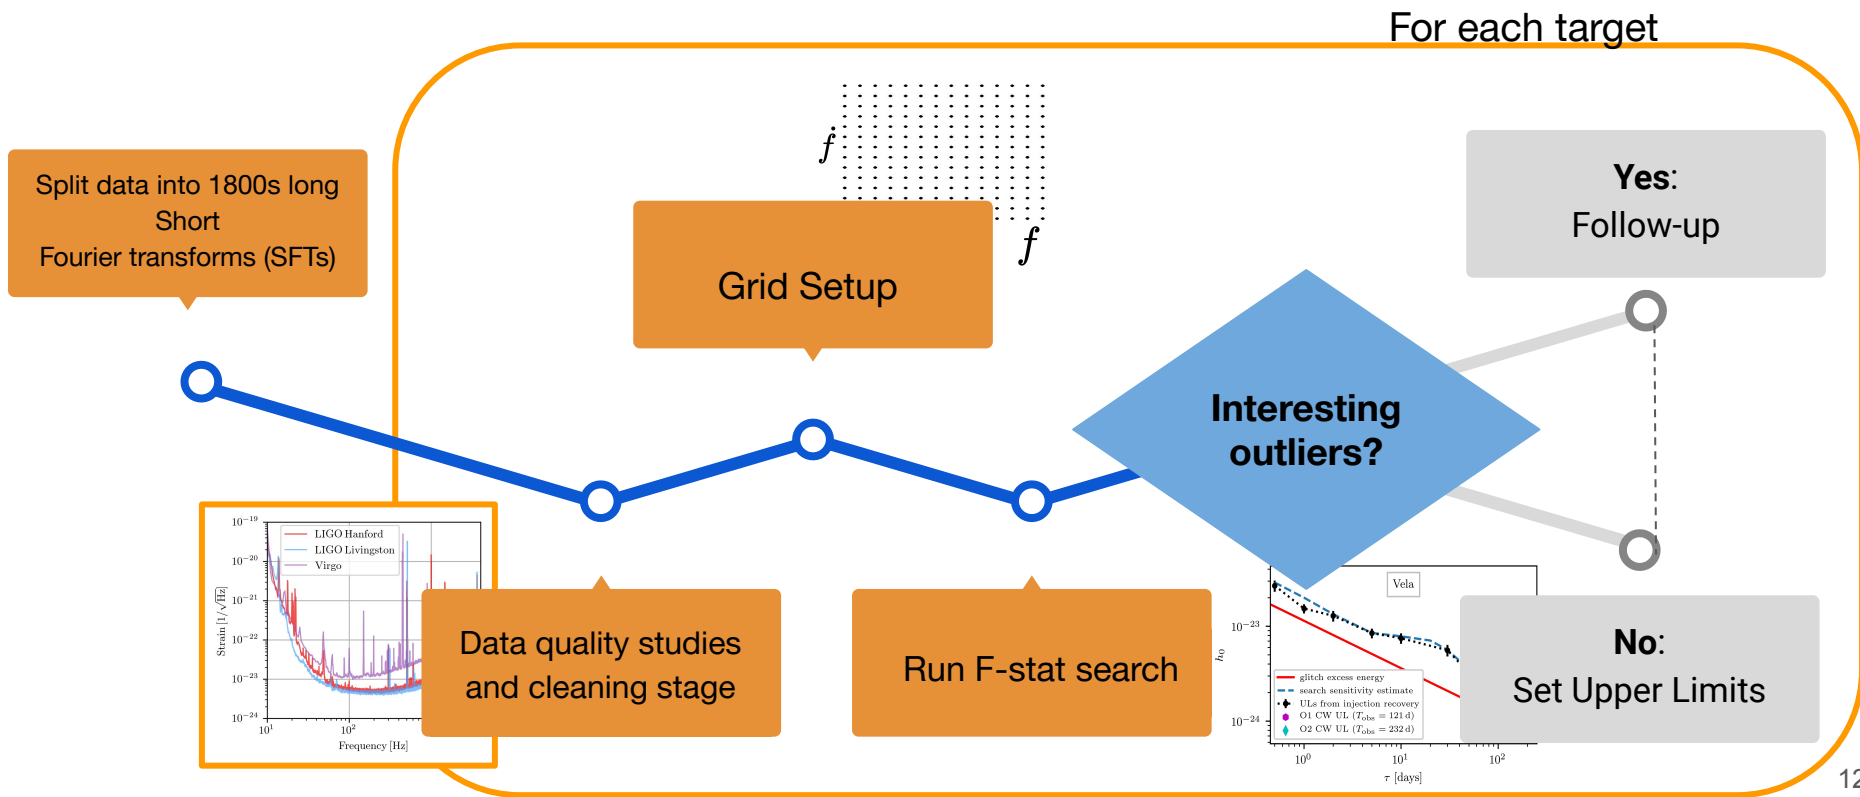 For each target
Split data into 1800s long
Short
Fourier transforms (SFTs)
ḟ
f
Grid Setup
Yes:
Follow-up
Interesting
outliers?
10⁻¹⁹
10⁻²⁰
10⁻²¹
10⁻²²
10⁻²³
10⁻²⁴
Strain [1/√Hz]
LIGO Hanford
LIGO Livingston
Virgo
10¹
10²
Frequency [Hz]
Data quality studies
and cleaning stage
Run F-stat search
Vela
10⁻²³
10⁻²⁴
h₀
glitch excess energy
search sensitivity estimate
ULs from injection recovery
O1 CW UL (T_obs = 121 d)
O2 CW UL (T_obs = 232 d)
10⁰
10¹
10²
τ [days]
No:
Set Upper Limits
12